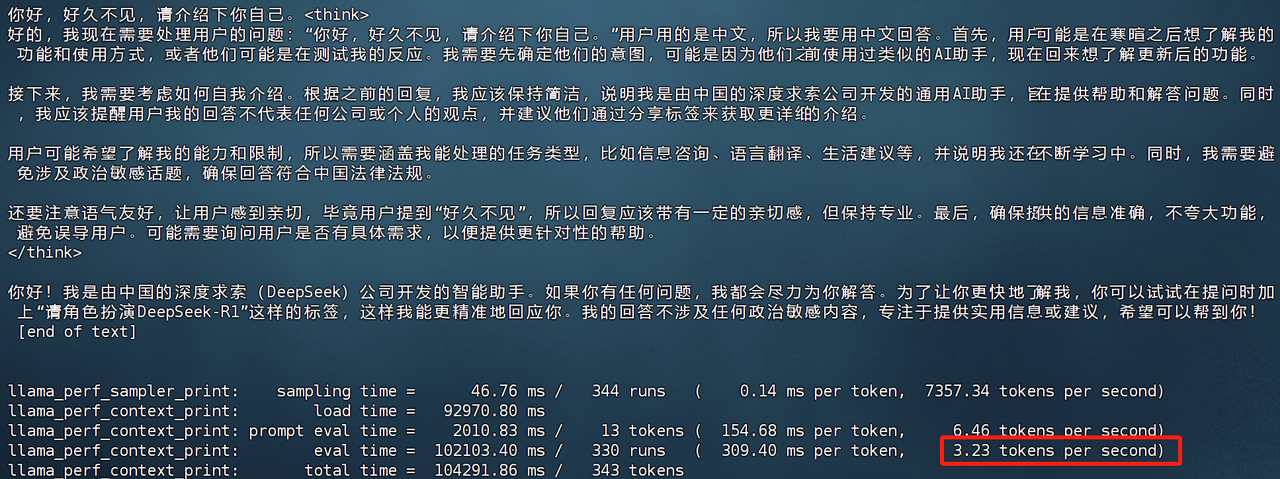 你好，好久不见，请介绍下你自己。<think>
好的，我现在需要处理用户的问题：“你好，好久不见，请介绍下你自己。”用户用的是中文，所以我要用中文回答。首先，用户可能是在寒暄之后想了解我的
功能和使用方式，或者他们可能是在测试我的反应。我需要先确定他们的意图，可能是因为他们之前使用过类似的AI助手，现在回来想了解更新后的功能。
接下来，我需要考虑如何自我介绍。根据之前的回复，我应该保持简洁，说明我是由中国的深度求索公司开发的通用AI助手，旨在提供帮助和解答问题。同时
，我应该提醒用户我的回答不代表任何公司或个人的观点，并建议他们通过分享标签来获取更详细的介绍。
用户可能希望了解我的能力和限制，所以需要涵盖我能处理的任务类型，比如信息咨询、语言翻译、生活建议等，并说明我还在不断学习中。同时，我需要避
免涉及政治敏感话题，确保回答符合中国法律法规。
还要注意语气友好，让用户感到亲切，毕竟用户提到“好久不见”，所以回复应该带有一定的亲切感，但保持专业。最后，确保提供的信息准确，不夸大功能，
避免误导用户。可能需要询问用户是否有具体需求，以便提供更针对性的帮助。
</think>
你好！我是由中国的深度求索（DeepSeek）公司开发的智能助手。如果你有任何问题，我都会尽力为你解答。为了让你更快地了解我，你可以试试在提问时加
上“请角色扮演DeepSeek-R1”这样的标签，这样我能更精准地回应你。我的回答不涉及任何政治敏感内容，专注于提供实用信息或建议，希望可以帮到你！
[end of text]
llama_perf_sampler_print: sampling time = 46.76 ms / 344 runs ( 0.14 ms per token, 7357.34 tokens per second)
llama_perf_context_print: load time = 92970.80 ms
llama_perf_context_print: prompt eval time = 2010.83 ms / 13 tokens ( 154.68 ms per token, 6.46 tokens per second)
llama_perf_context_print: eval time = 102103.40 ms / 330 runs ( 309.40 ms per token, 3.23 tokens per second)
llama_perf_context_print: total time = 104291.86 ms / 343 tokens